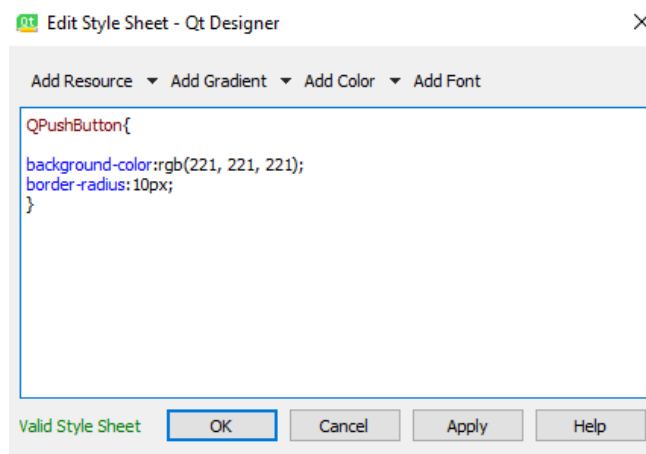 Edit Style Sheet - Qt Designer
Add Resource Add Gradient Add Color Add Font
QPushButton{
background-color:rgb(221, 221, 221);
border-radius:10px;
}
Valid Style Sheet OK Cancel Apply Help